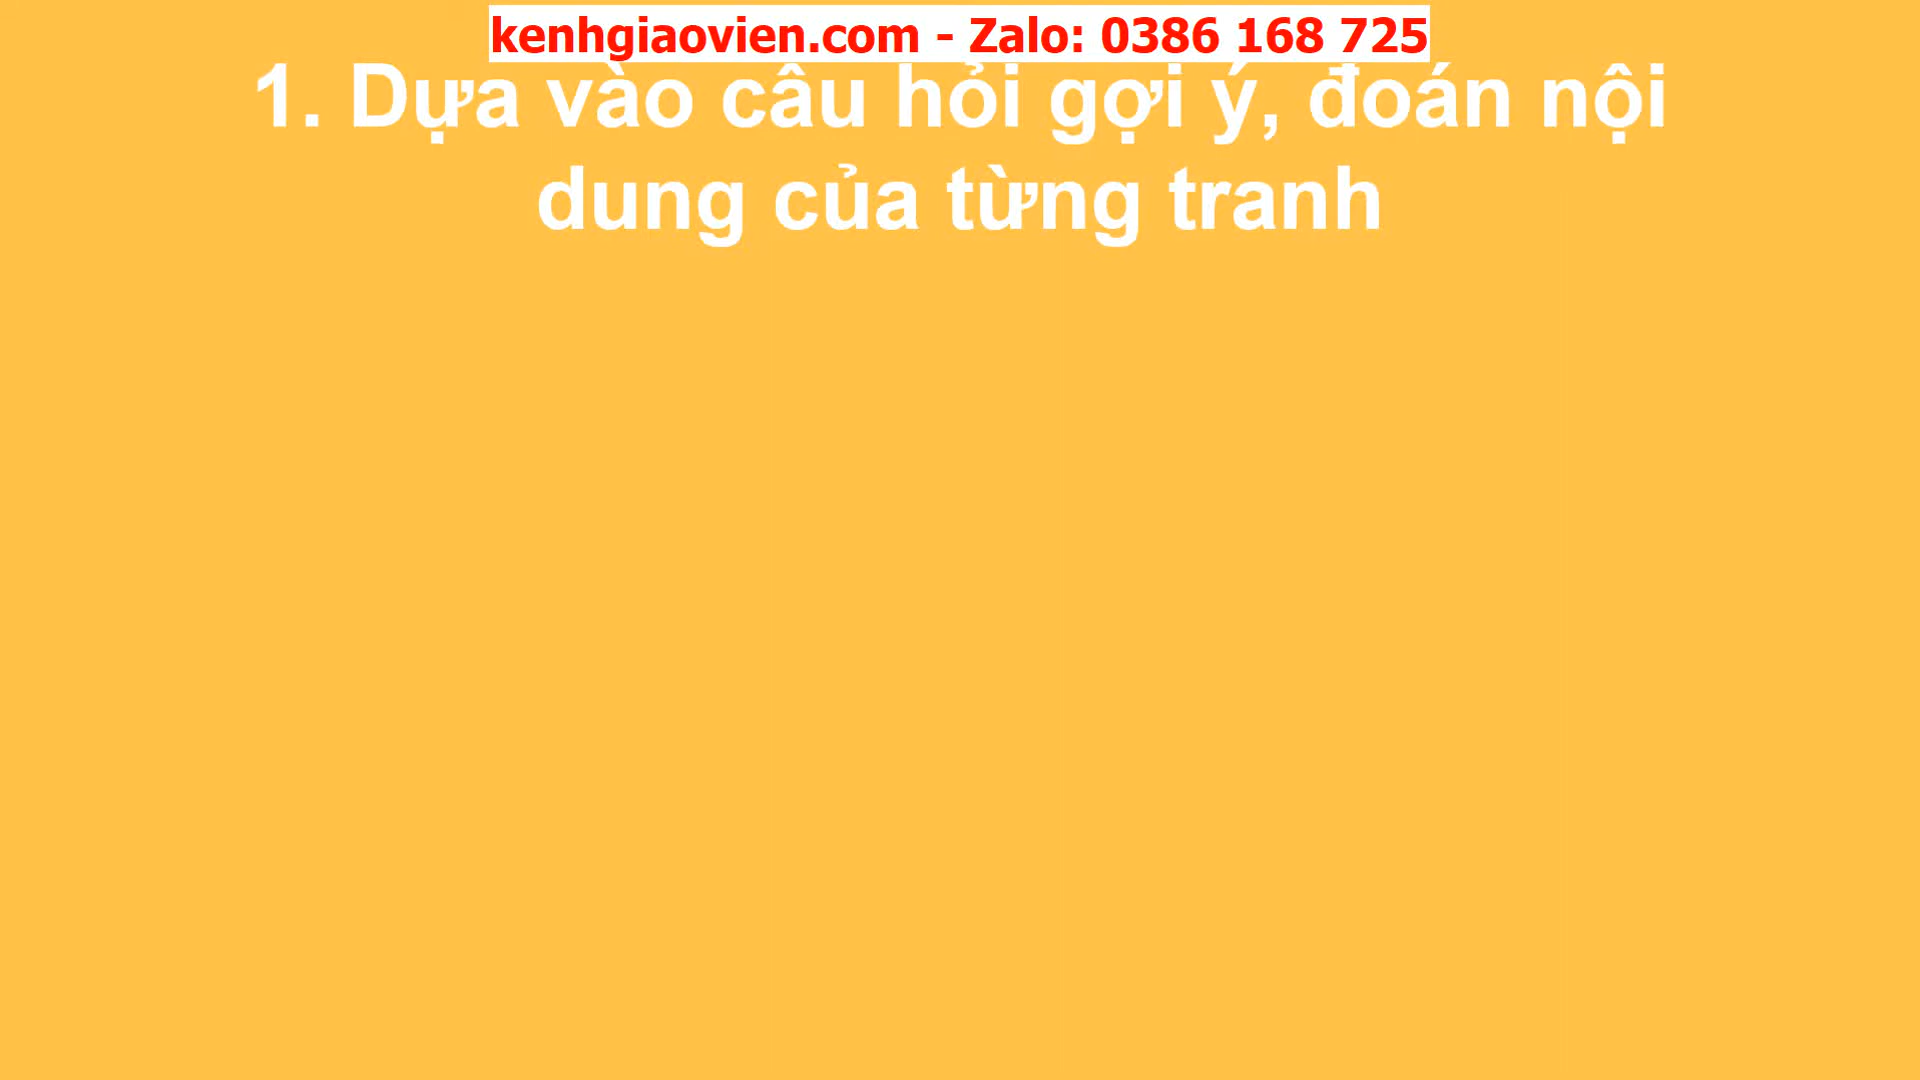 kenhgiaovien.com - Zalo: 0386 168 725
1. Dựa vào câu hỏi gợi ý, đoán nội
dung của từng tranh